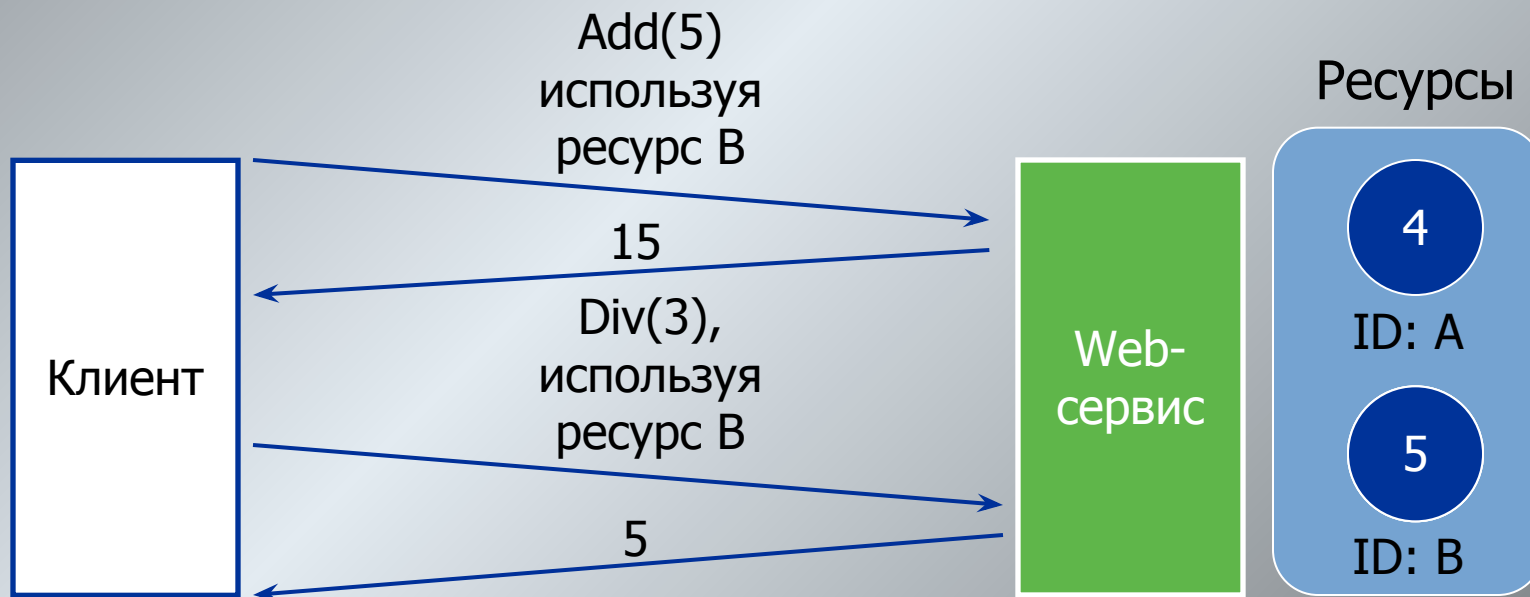 Add(5)
используя
ресурс B
15
Div(3),
используя
ресурс B
5
Клиент
Web-
сервис
Ресурсы
4
ID: A
5
ID: B